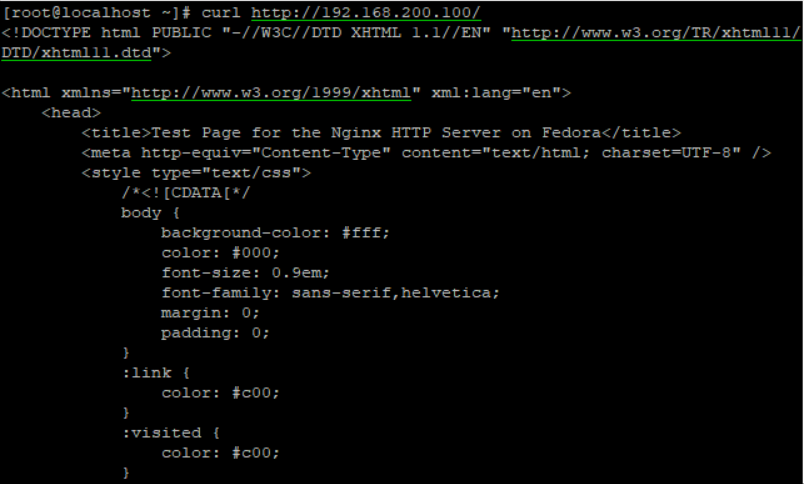 [root@localhost ~]# curl http://192.168.200.100/
<!DOCTYPE html PUBLIC "-//W3C//DTD XHTML 1.1//EN" "http://www.w3.org/TR/xhtml11/
DTD/xhtml11.dtd">

<html xmlns="http://www.w3.org/1999/xhtml" xml:lang="en">
    <head>
        <title>Test Page for the Nginx HTTP Server on Fedora</title>
        <meta http-equiv="Content-Type" content="text/html; charset=UTF-8" />
        <style type="text/css">
            /*<![CDATA[*/
            body {
                background-color: #fff;
                color: #000;
                font-size: 0.9em;
                font-family: sans-serif,helvetica;
                margin: 0;
                padding: 0;
            }
            :link {
                color: #c00;
            }
            :visited {
                color: #c00;
            }